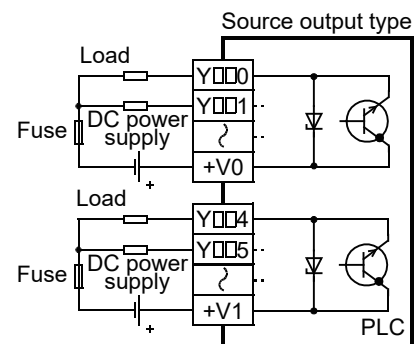 Source output type
Load
Y□□0
Y□□1
Fuse
DC power
supply
+V0
+
Load
Y□□4
Y□□5
Fuse
DC power
supply
+V1
+
PLC